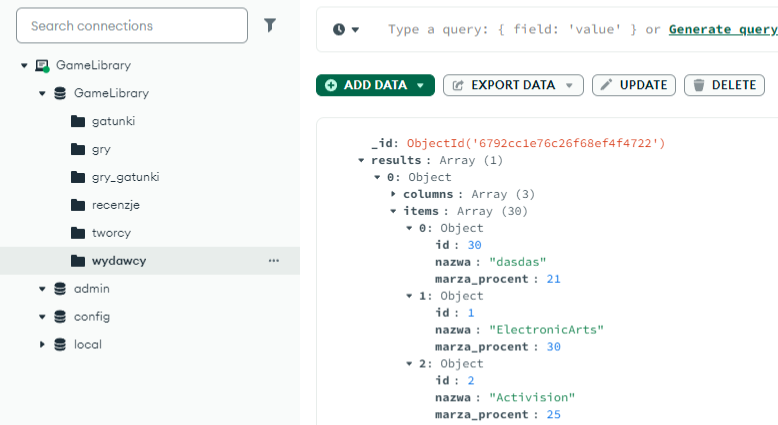 Search connections
GameLibrary
GameLibrary
gatunki
gry
gry_gatunki
recenzje
tworcy
wydawcy ...
admin
config
local
Type a query: { field: 'value' } or Generate query
ADD DATA
EXPORT DATA
UPDATE
DELETE
_id: ObjectId('6792cc1e76c26f68ef4f4722')
results : Array (1)
0: Object
columns : Array (3)
items : Array (30)
0: Object
id : 30
nazwa : "dasdas"
marza_procent : 21
1: Object
id : 1
nazwa : "ElectronicArts"
marza_procent : 30
2: Object
id : 2
nazwa : "Activision"
marza_procent : 25